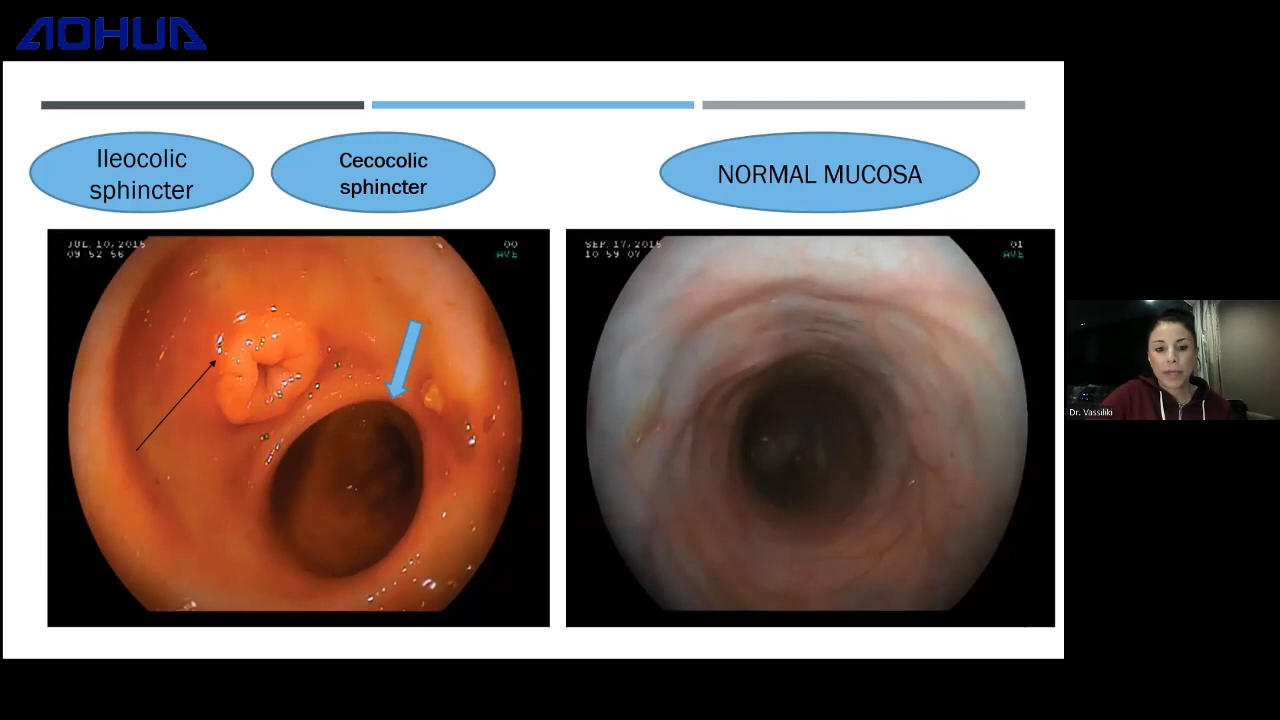 AOHUA
Ileocolic
sphincter
Cecocolic
sphincter
NORMAL MUCOSA
JUL.10,2015
09 52 56
00
AVE
SEP.17,2015
10 59 07
01
AVE
Dr. Vassiliki